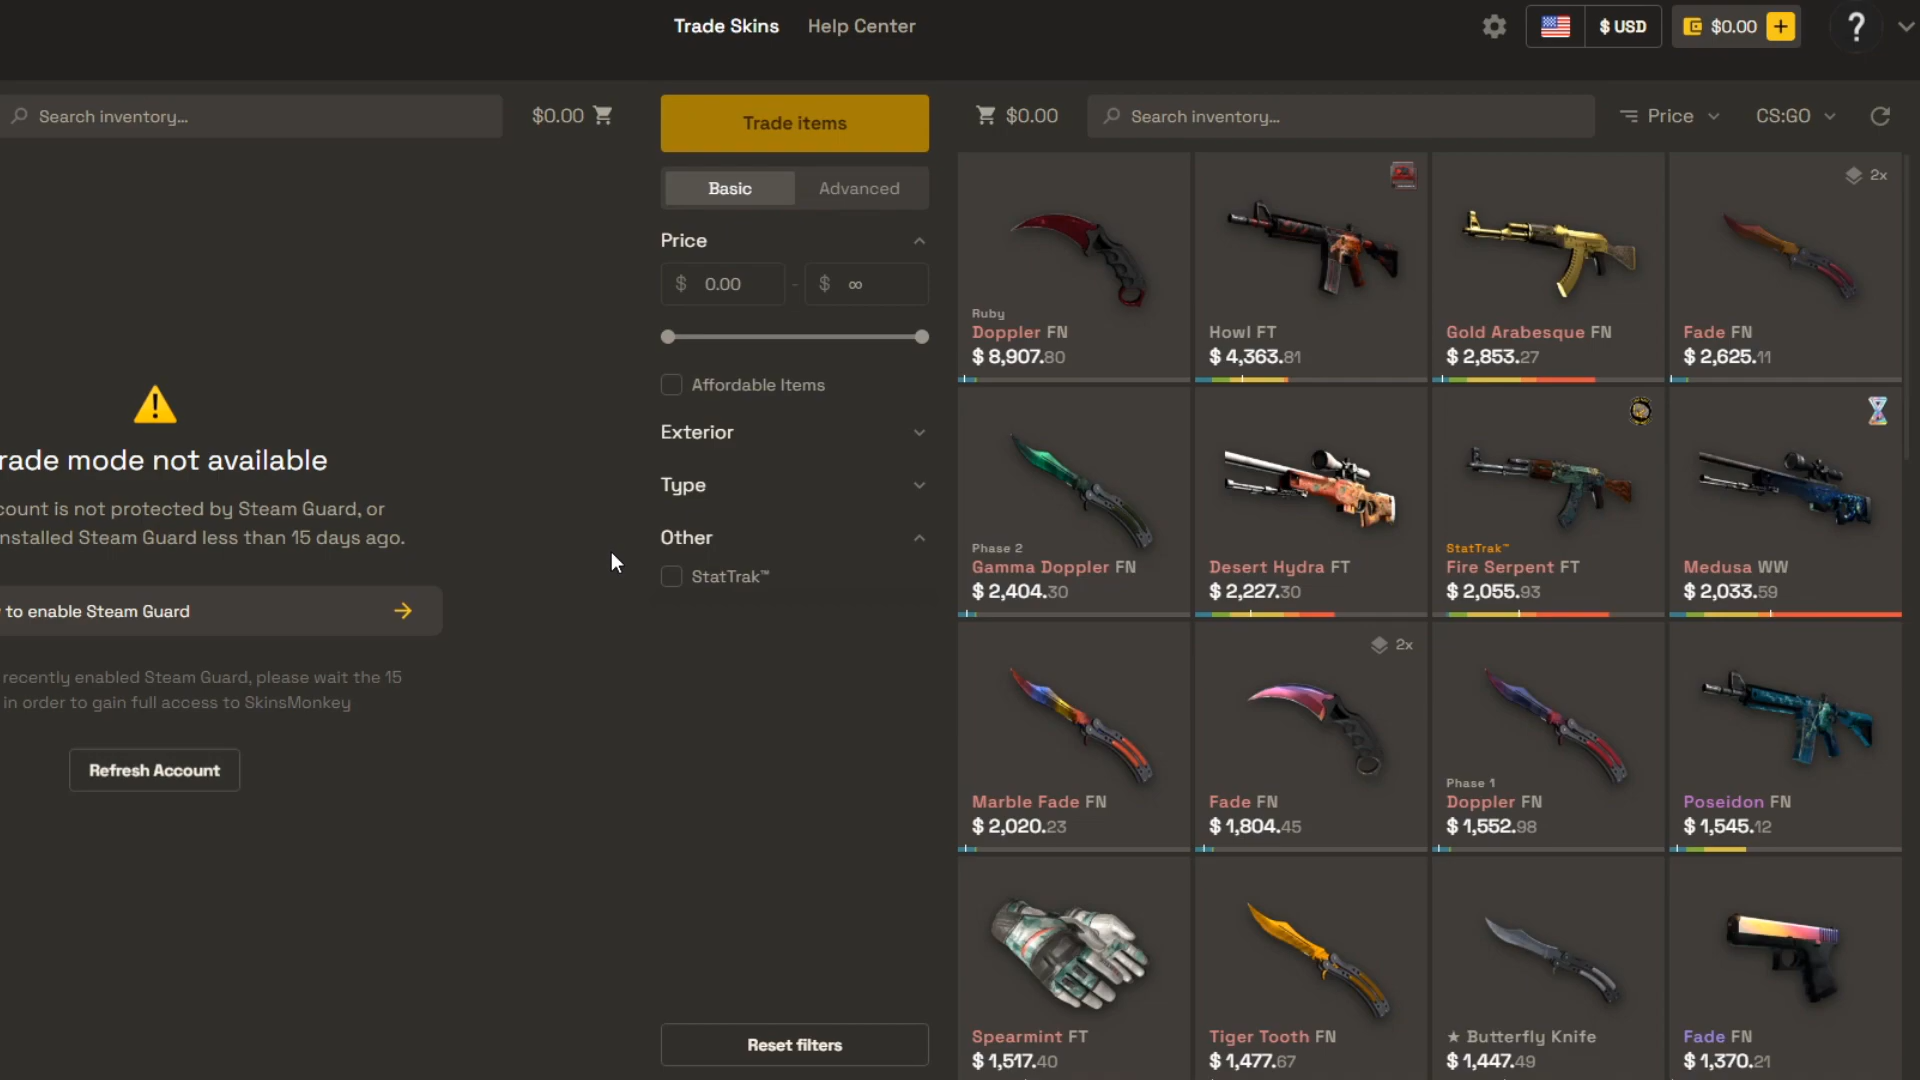 Trade Skins
Help Center
$ USD
$0.00
+
?
Search inventory...
$0.00
rade mode not available
count is not protected by Steam Guard, or
nstalled Steam Guard less than 15 days ago.
to enable Steam Guard
recently enabled Steam Guard, please wait the 15
in order to gain full access to SkinsMonkey
Refresh Account
Trade items
Basic
Advanced
Price
$ 0.00 - $ ∞
Affordable Items
Exterior
Type
Other
StatTrak™
Reset filters
$0.00
Search inventory...
Price
CS:GO
Ruby
Doppler FN
$ 8,907.80
Howl FT
$ 4,363.81
Gold Arabesque FN
$ 2,853.27
2x
Fade FN
$ 2,625.11
Phase 2
Gamma Doppler FN
$ 2,404.30
Desert Hydra FT
$ 2,227.30
StatTrak™
Fire Serpent FT
$ 2,055.93
Medusa WW
$ 2,033.59
Marble Fade FN
$ 2,020.23
2x
Fade FN
$ 1,804.45
Phase 1
Doppler FN
$ 1,552.98
Poseidon FN
$ 1,545.12
Spearmint FT
$ 1,517.40
Tiger Tooth FN
$ 1,477.67
★ Butterfly Knife
$ 1,447.49
Fade FN
$ 1,370.21